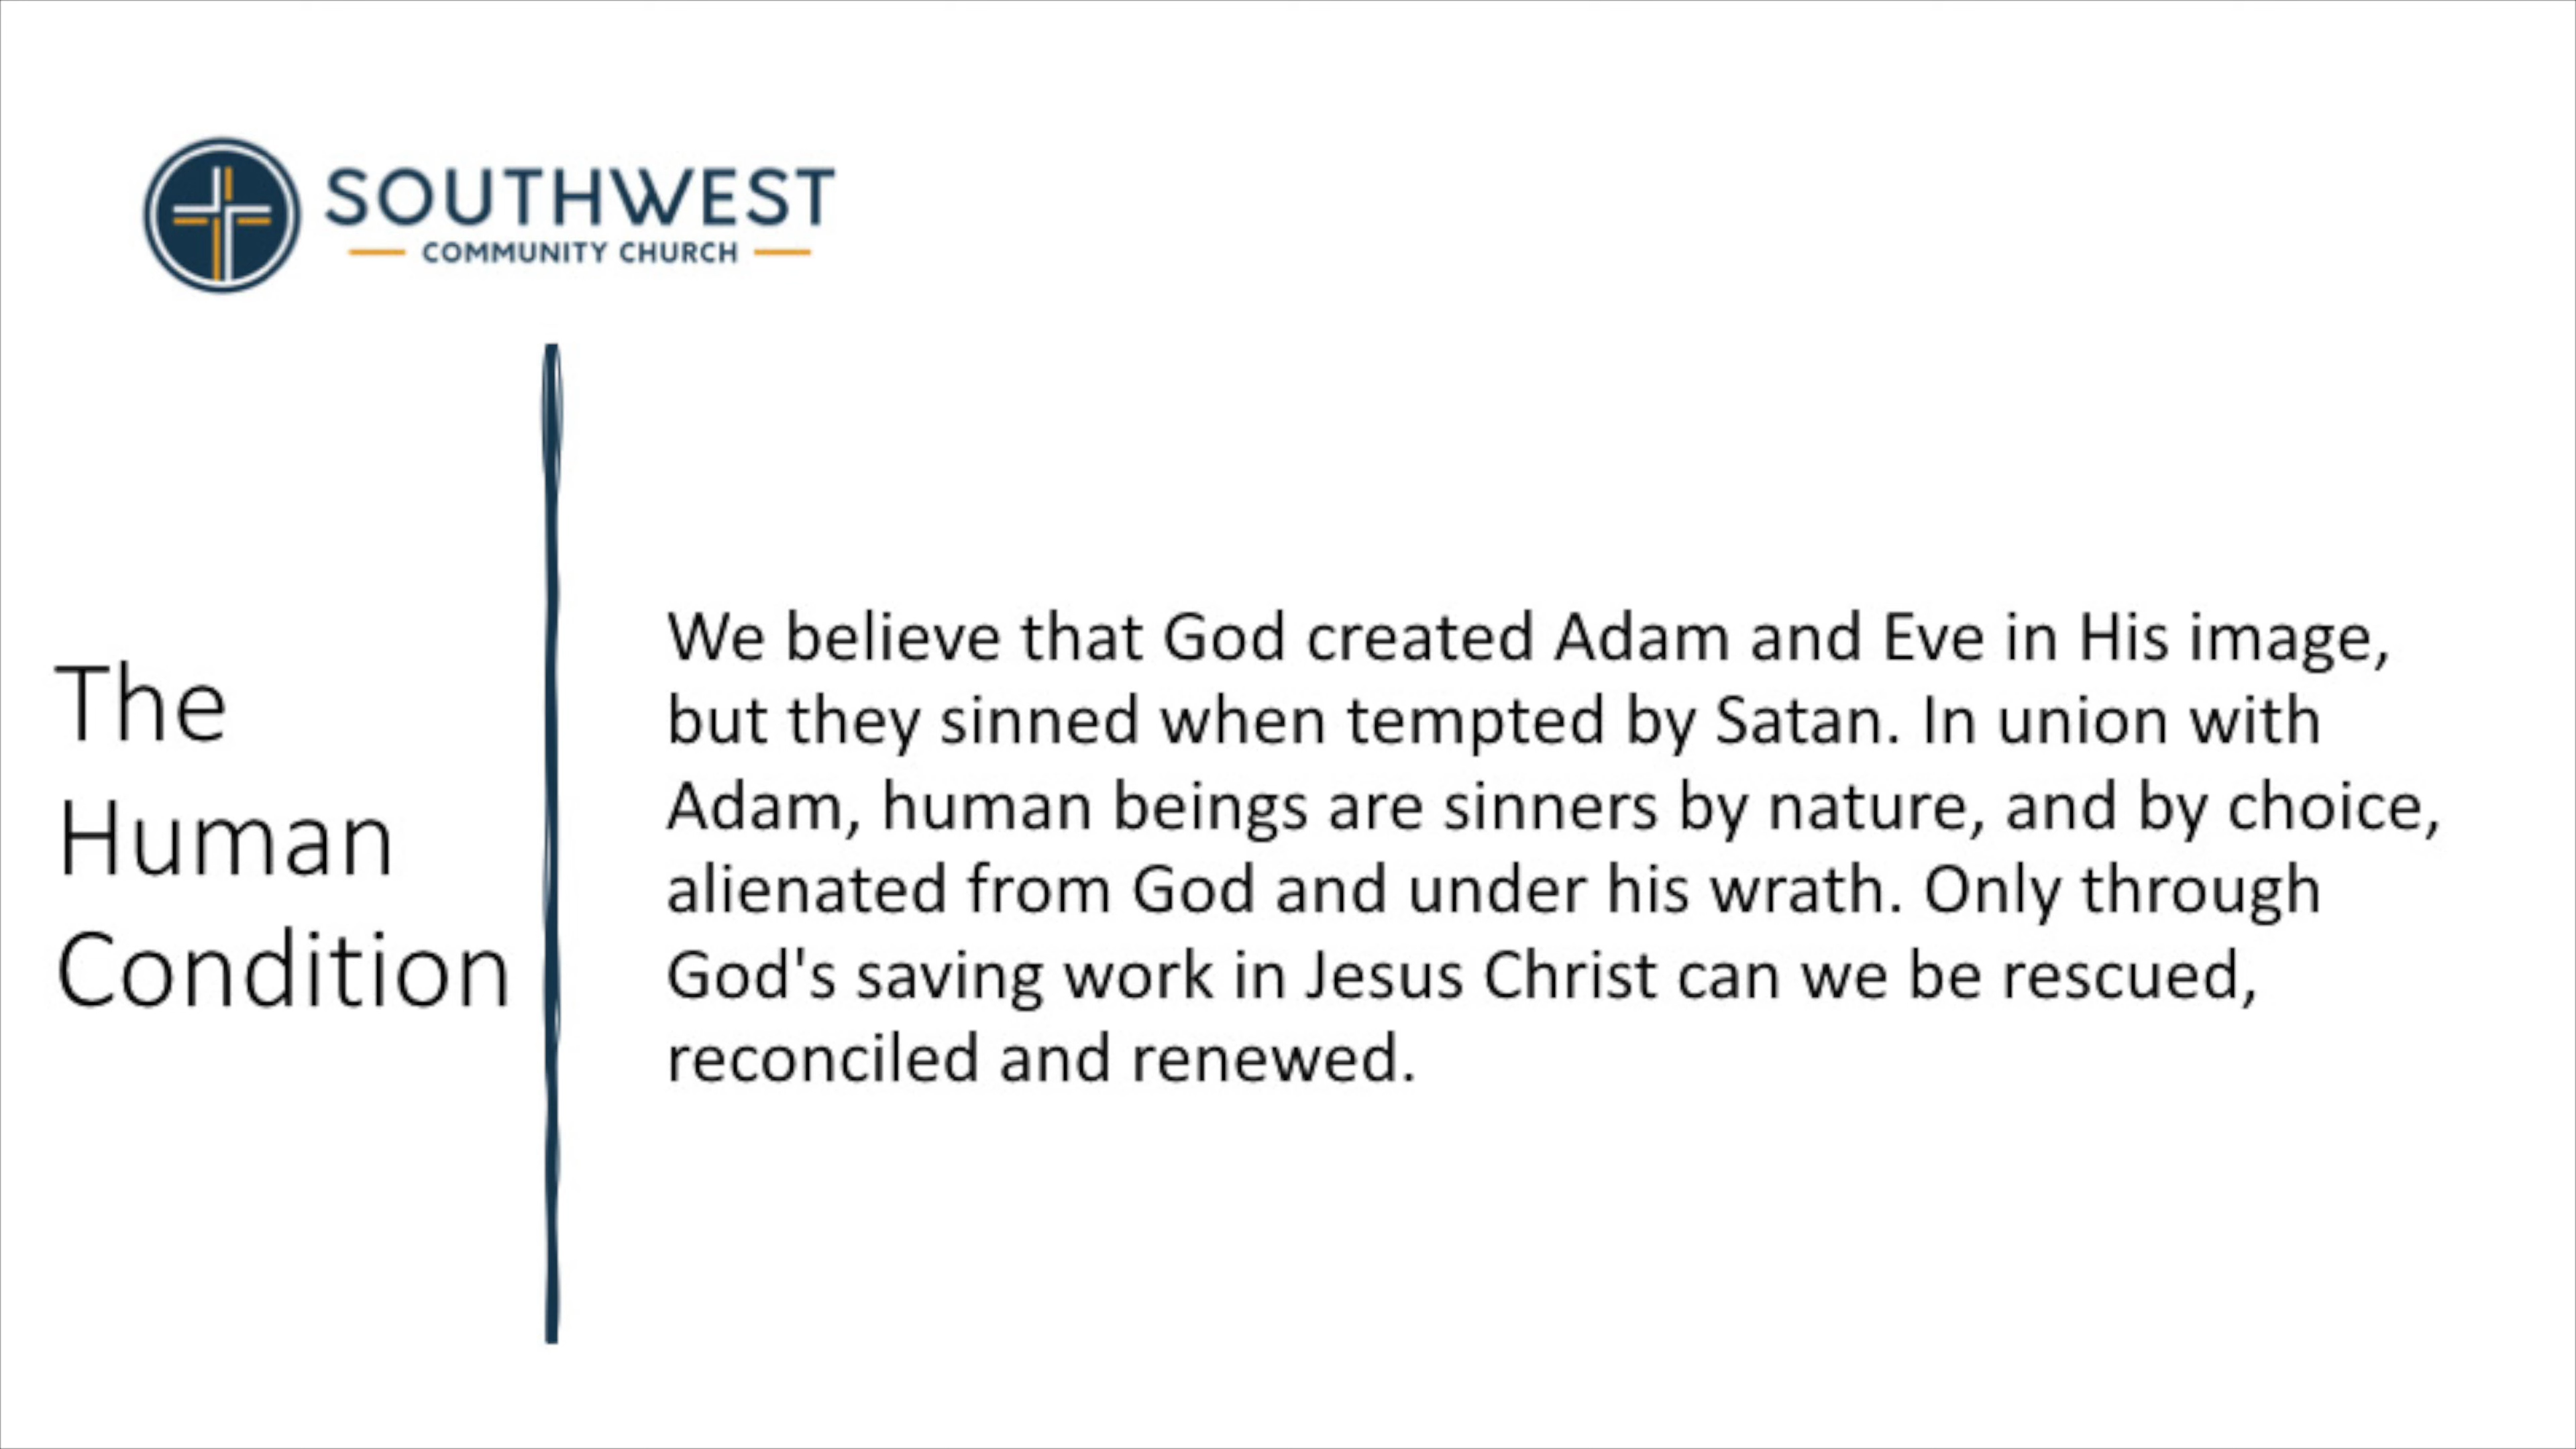 SOUTHWEST
COMMUNITY CHURCH
The
Human
Condition
We believe that God created Adam and Eve in His image,
but they sinned when tempted by Satan. In union with
Adam, human beings are sinners by nature, and by choice,
alienated from God and under his wrath. Only through
God's saving work in Jesus Christ can we be rescued,
reconciled and renewed.